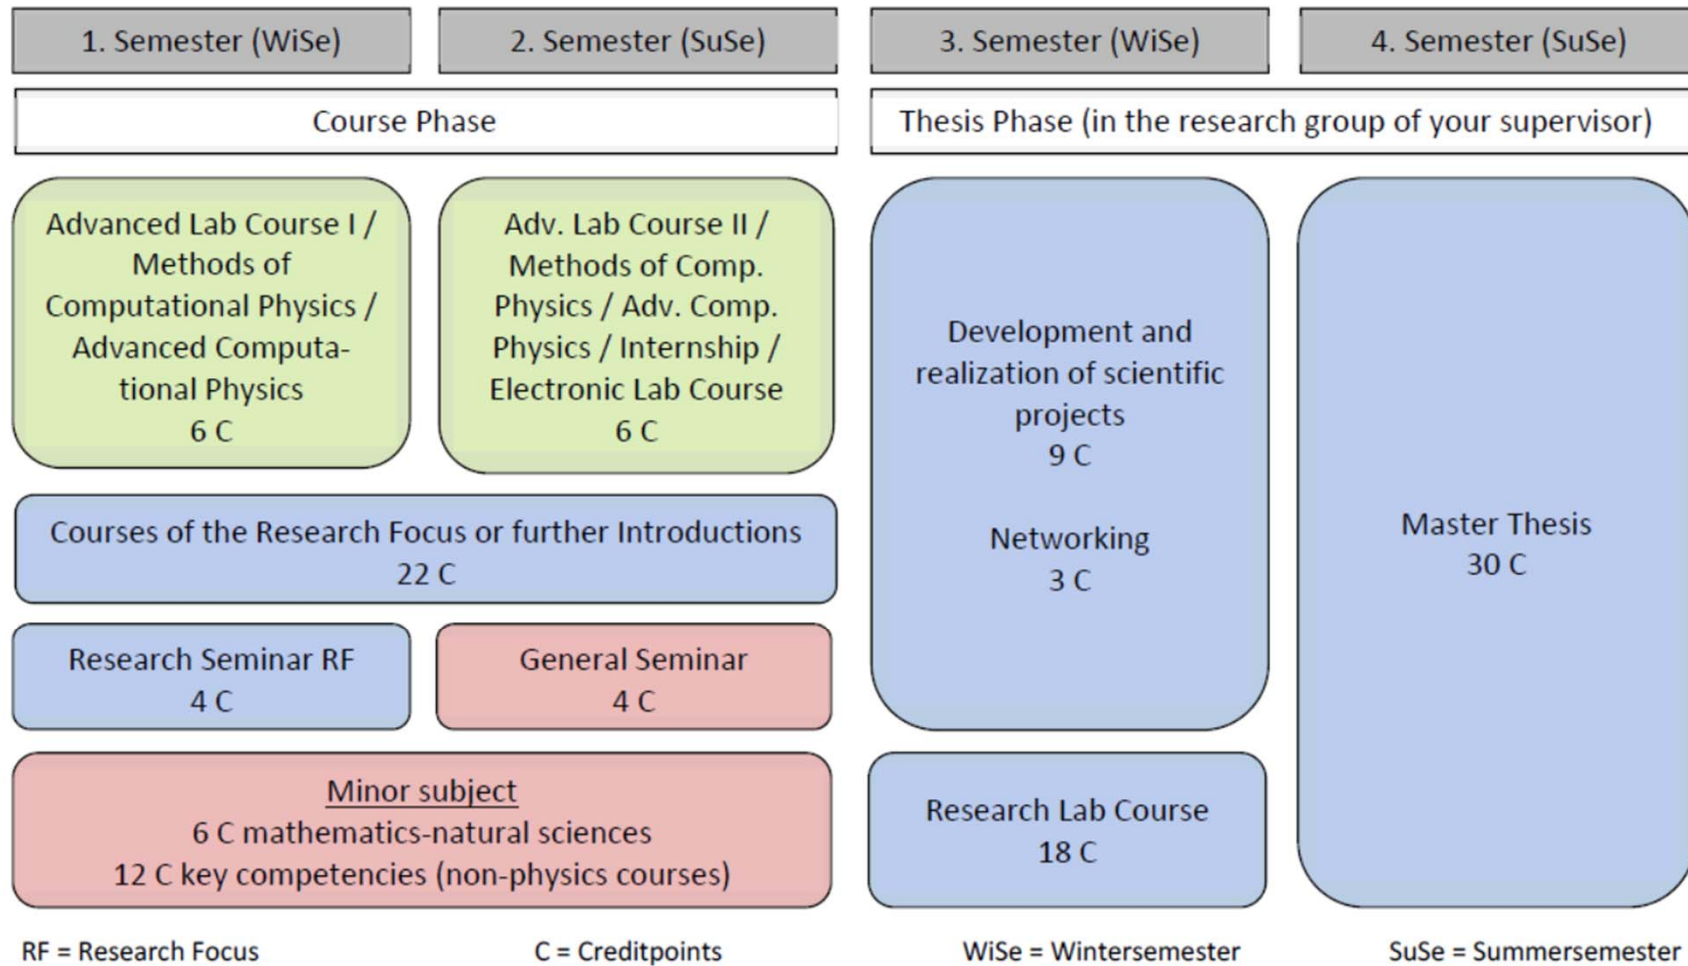 1. Semester (WiSe)
2. Semester (SuSe)
3. Semester (WiSe)
4. Semester (SuSe)
Course Phase
Thesis Phase (in the research group of your supervisor)
Advanced Lab Course I /
Methods of
Computational Physics /
Advanced Computa-
tional Physics
6 C
Adv. Lab Course II /
Methods of Comp.
Physics / Adv. Comp.
Physics / Internship /
Electronic Lab Course
6 C
Courses of the Research Focus or further Introductions
22 C
Research Seminar RF
4 C
General Seminar
4 C
Minor subject
6 C mathematics-natural sciences
12 C key competencies (non-physics courses)
Development and
realization of scientific
projects
9 C
Networking
3 C
Research Lab Course
18 C
Master Thesis
30 C
RF = Research Focus
C = Creditpoints
WiSe = Wintersemester
SuSe = Summersemester